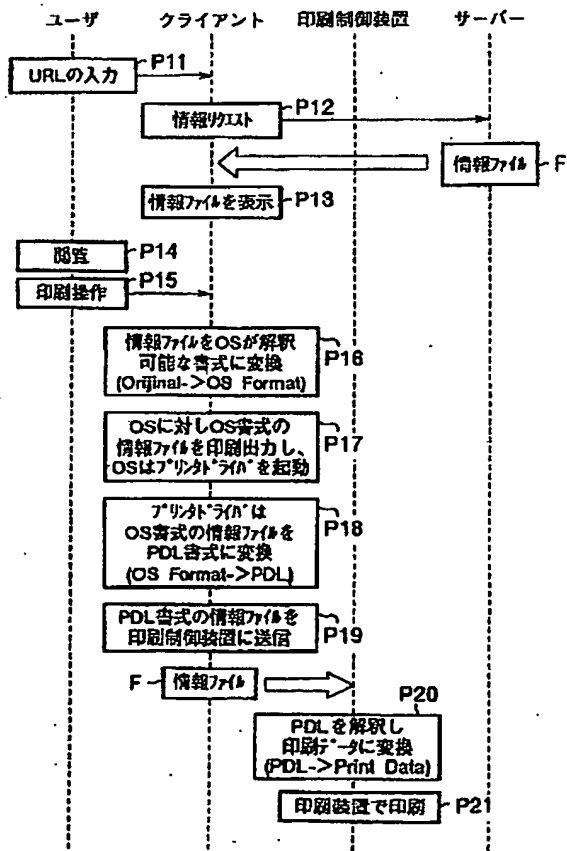 ユーザ クライアント 印刷制御装置 サーバー
URLの入力 P11
情報リクエスト P12
情報ファイル F
情報ファイルを表示 P13
閲覧 P14
印刷操作 P15
情報ファイルをOSが解釈
可能な書式に変換
(Orijinal->OS Format)
P16
OSに対しOS書式の
情報ファイルを印刷出力し、
OSはプリンタドライバを起動
P17
プリンタドライバは
OS書式の情報ファイルを
PDL書式に変換
(OS Format->PDL)
P18
PDL書式の情報ファイルを
印刷制御装置に送信
P19
F 情報ファイル
P20
PDLを解釈し
印刷データに変換
(PDL->Print Data)
印刷装置で印刷 P21